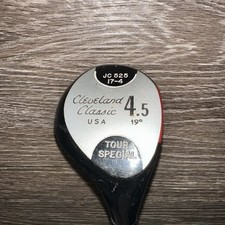 JC 525
17-4
Cleveland
Classic
4.5
USA
19°
TOUR
SPECIAL